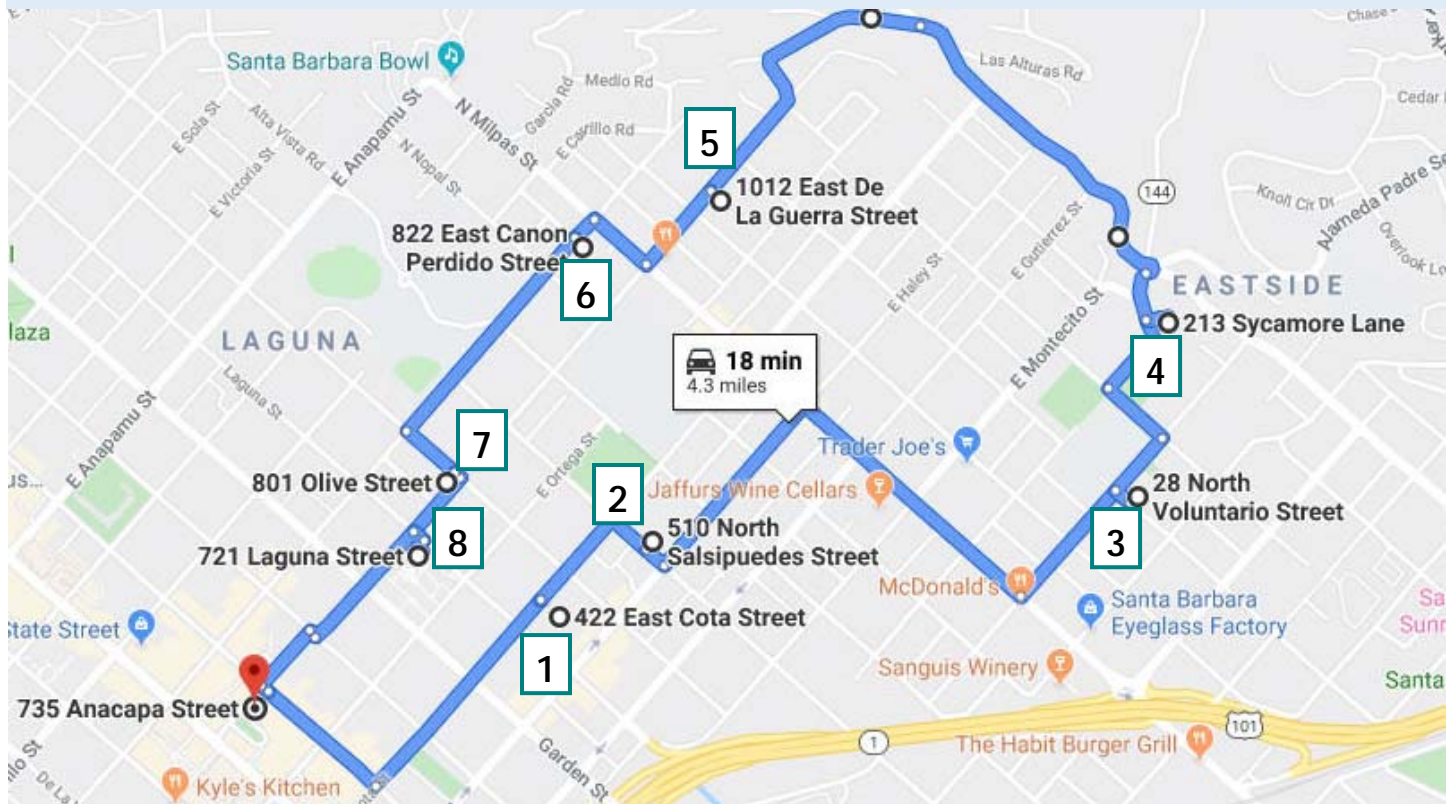 Santa Barbara Bowl
Chase
Las Alturas Rd
Medio Rd
Garcia Rd
N Milpas St
E Carrillo Rd
Cedar
E Sola St
Alta Vista Rd
E Anapamu St
N Nopal St
E Victoria St
5
144
Knoll Cir Dr
Alameda Padre Se
1012 East De
La Guerra Street
E Gutierrez St
Overlook Lo
822 East Canon
Perdido Street
6
E Haley St
EASTSIDE
laza
LAGUNA
213 Sycamore Lane
E Montecito St
18 min
4.3 miles
4
Laguna St
7
Trader Joe's
E Anapamu St
us...
801 Olive Street
E Ortega St
2
Jaffurs Wine Cellars
28 North
Voluntario Street
721 Laguna Street
8
510 North
Salsipuedes Street
3
McDonald's
Santa Barbara
Eyeglass Factory
State Street
422 East Cota Street
1
Sa
Sunr
Sanguis Winery
Santa
735 Anacapa Street
101
1
The Habit Burger Grill
Garden St
Kyle's Kitchen
De La